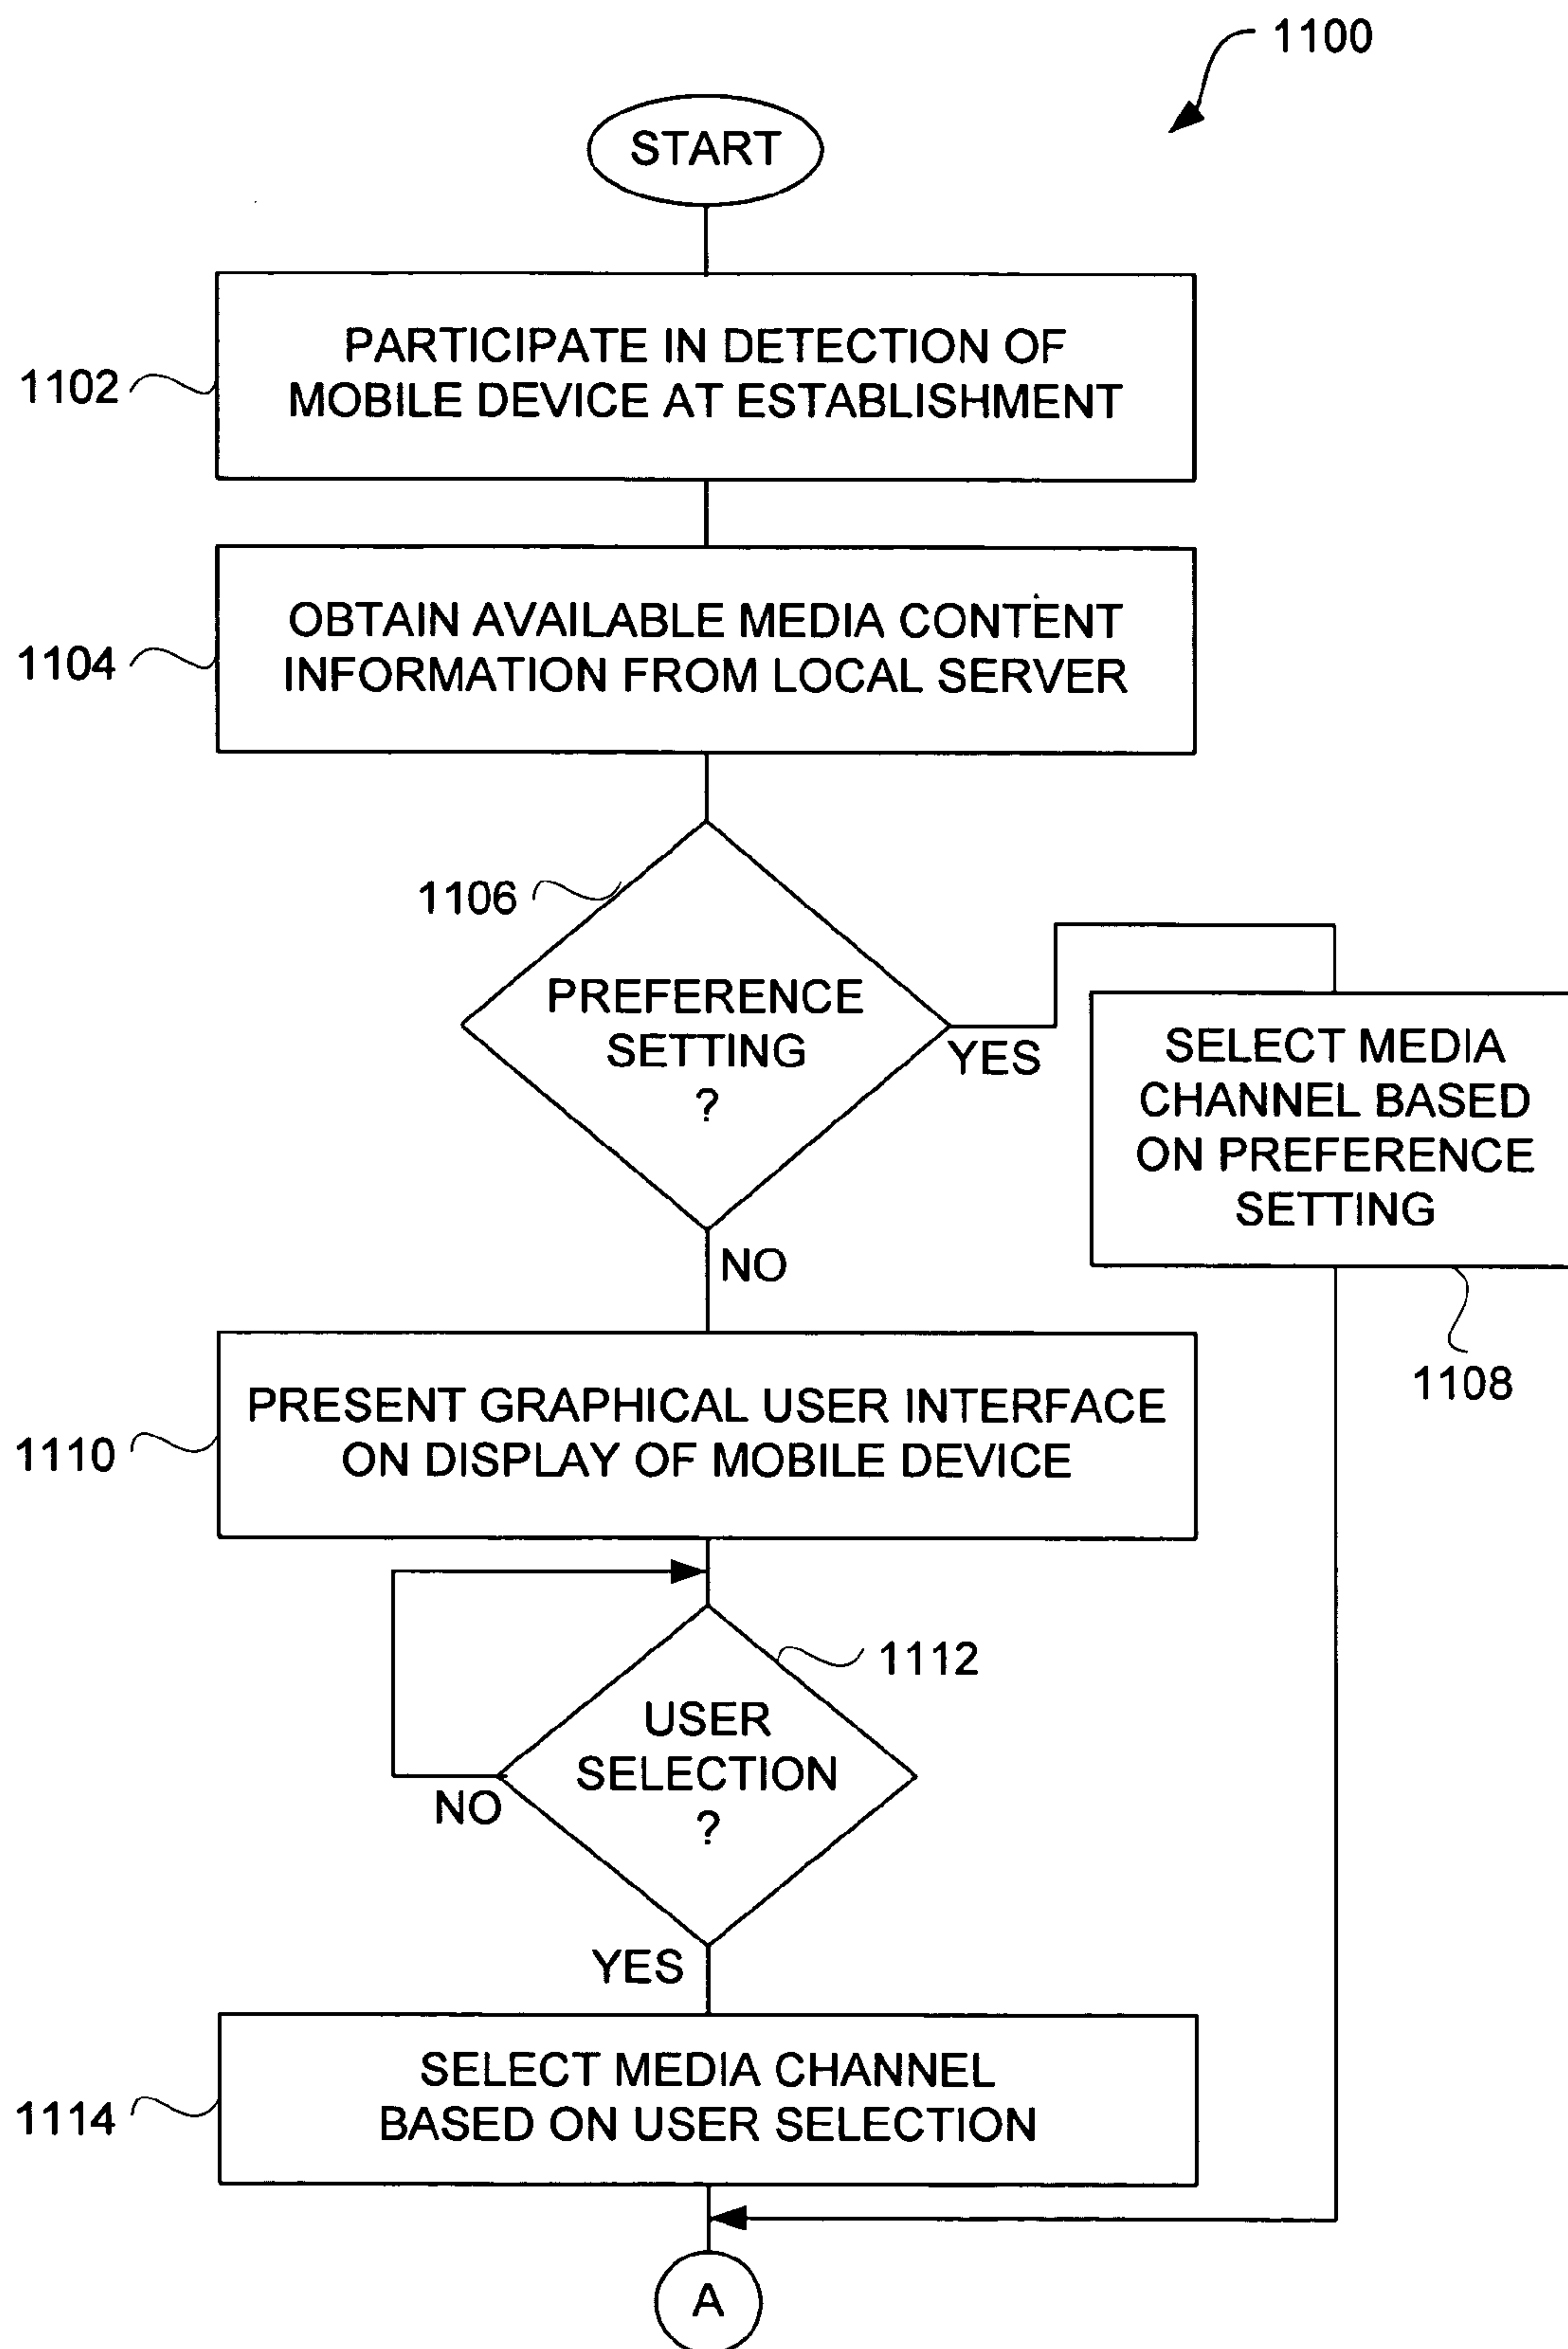 1100
START
1102
PARTICIPATE IN DETECTION OF
MOBILE DEVICE AT ESTABLISHMENT
1104
OBTAIN AVAILABLE MEDIA CONTENT
INFORMATION FROM LOCAL SERVER
1106
PREFERENCE
SETTING
?
YES
SELECT MEDIA
CHANNEL BASED
ON PREFERENCE
SETTING
1108
NO
1110
PRESENT GRAPHICAL USER INTERFACE
ON DISPLAY OF MOBILE DEVICE
1112
USER
SELECTION
?
NO
YES
1114
SELECT MEDIA CHANNEL
BASED ON USER SELECTION
A